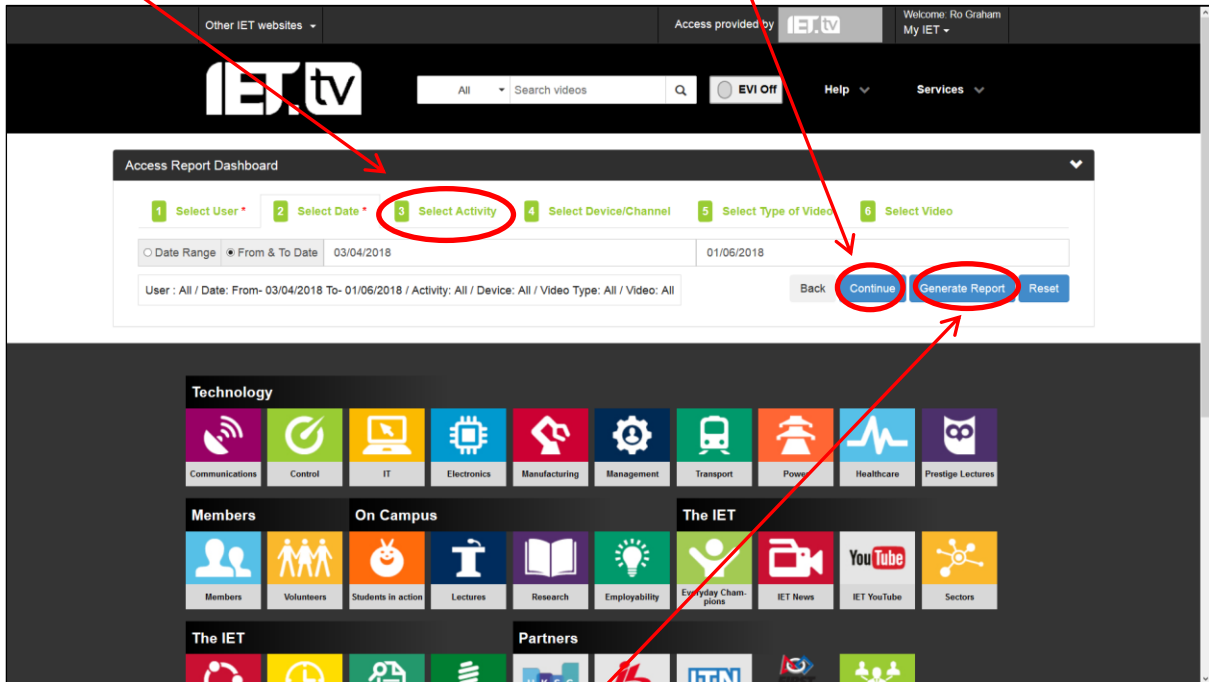 Other IET websites
Access provided by IET.tv
Welcome: Ro Graham
My IET
IET.tv
All
Search videos
EVI Off
Help
Services
Access Report Dashboard
1 Select User *
2 Select Date *
3 Select Activity
4 Select Device/Channel
5 Select Type of Video
6 Select Video
Date Range
From & To Date
03/04/2018
01/06/2018
User : All / Date: From- 03/04/2018 To- 01/06/2018 / Activity: All / Device: All / Video Type: All / Video: All
Back
Continue
Generate Report
Reset
Technology
Communications
Control
IT
Electronics
Manufacturing
Management
Transport
Power
Healthcare
Prestige Lectures
Members
On Campus
The IET
You Tube
Members
Volunteers
Students in action
Lectures
Research
Employability
Everyday Cham-
pions
IET News
IET YouTube
Sectors
The IET
Partners
ITN